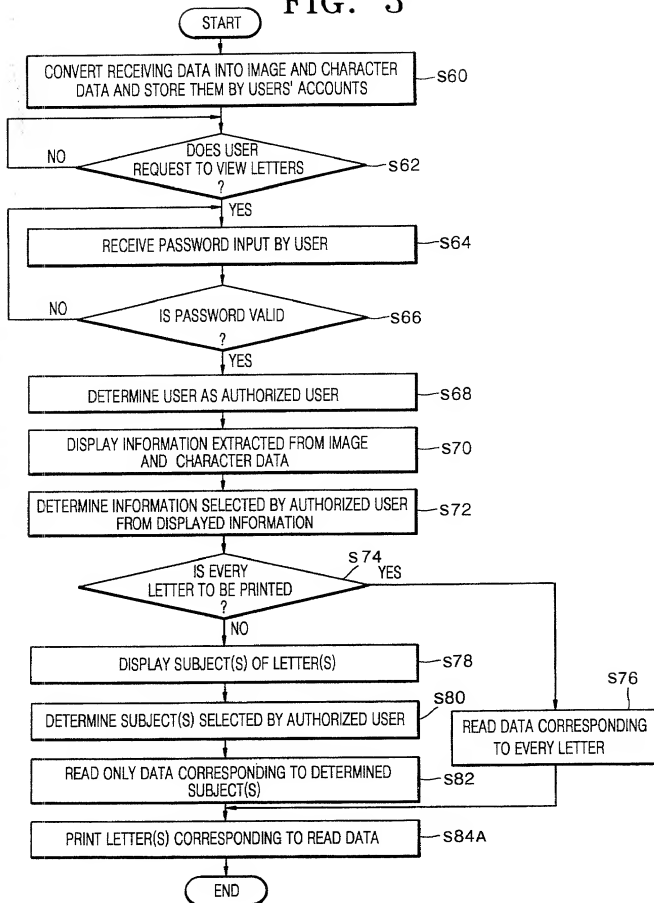 FIG. 5
START
CONVERT RECEIVING DATA INTO IMAGE AND CHARACTER
DATA AND STORE THEM BY USERS' ACCOUNTS
S60
DOES USER
REQUEST TO VIEW LETTERS
?
S62
NO
YES
RECEIVE PASSWORD INPUT BY USER
S64
IS PASSWORD VALID
?
S66
NO
YES
DETERMINE USER AS AUTHORIZED USER
S68
DISPLAY INFORMATION EXTRACTED FROM IMAGE
AND CHARACTER DATA
S70
DETERMINE INFORMATION SELECTED BY AUTHORIZED USER
FROM DISPLAYED INFORMATION
S72
IS EVERY
LETTER TO BE PRINTED
?
S74
YES
NO
DISPLAY SUBJECT(S) OF LETTER(S)
S78
S76
READ DATA CORRESPONDING
TO EVERY LETTER
DETERMINE SUBJECT(S) SELECTED BY AUTHORIZED USER
S80
READ ONLY DATA CORRESPONDING TO DETERMINED
SUBJECT(S)
S82
PRINT LETTER(S) CORRESPONDING TO READ DATA
S84A
END